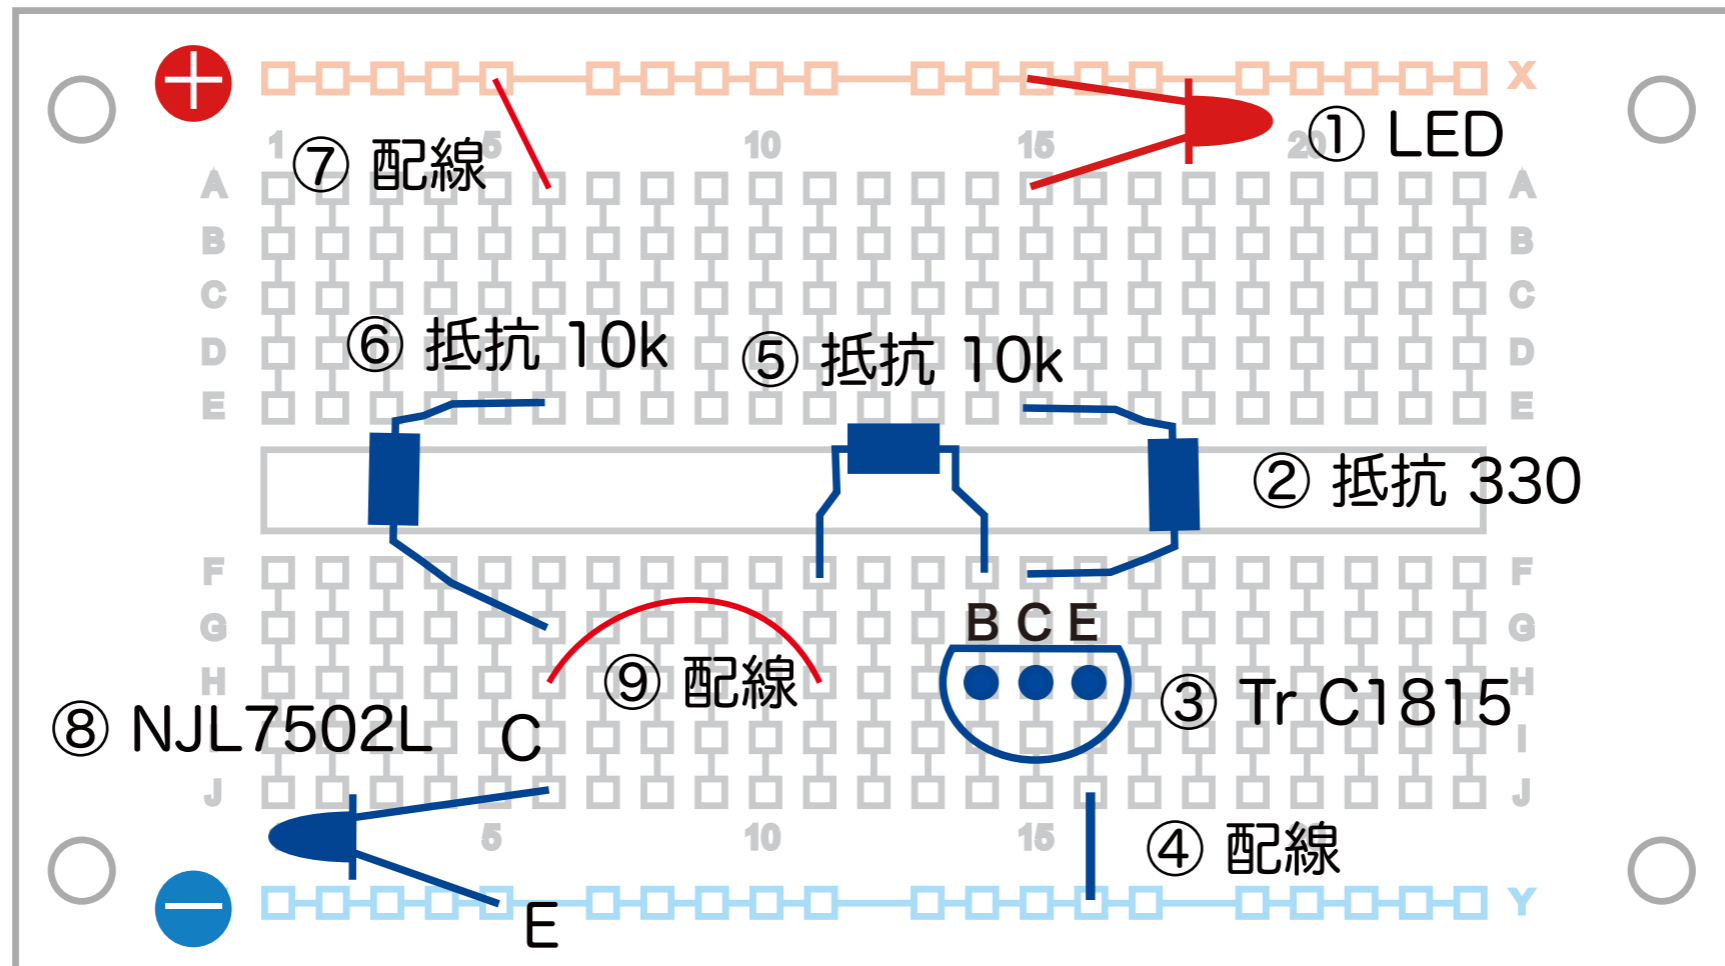 X
1 5 10 15 20
① LED
⑦ 配線
A A
B B
C C
D D
⑥ 抵抗 10k
⑤ 抵抗 10k
E E
② 抵抗 330
F F
B C E
G G
H H
⑨ 配線
③ Tr C1815
⑧ NJL7502L
C
I
J J
5 10 15
④ 配線
Y
E